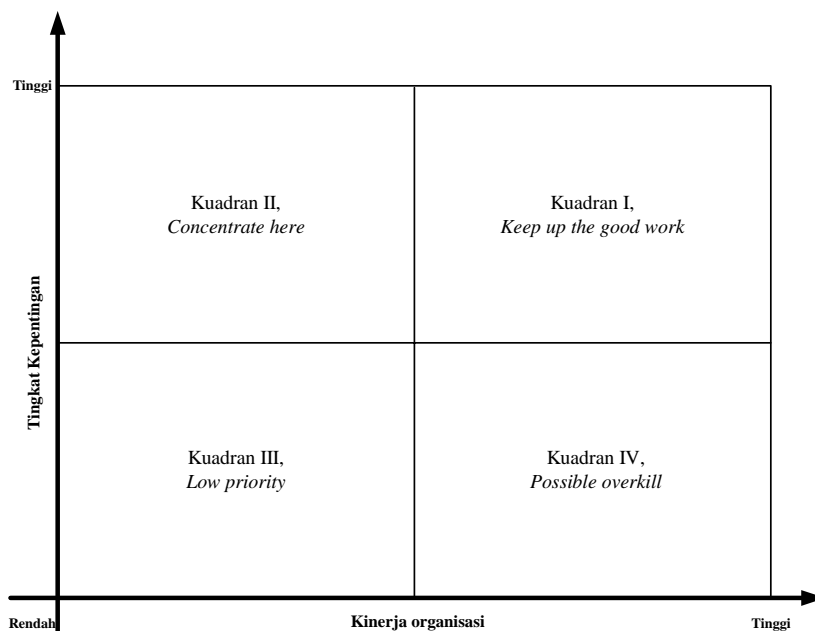 Tinggi
Kuadran II,
Concentrate here
Kuadran I,
Keep up the good work
Tingkat Kepentingan
Kuadran III,
Low priority
Kuadran IV,
Possible overkill
Rendah
Kinerja organisasi
Tinggi